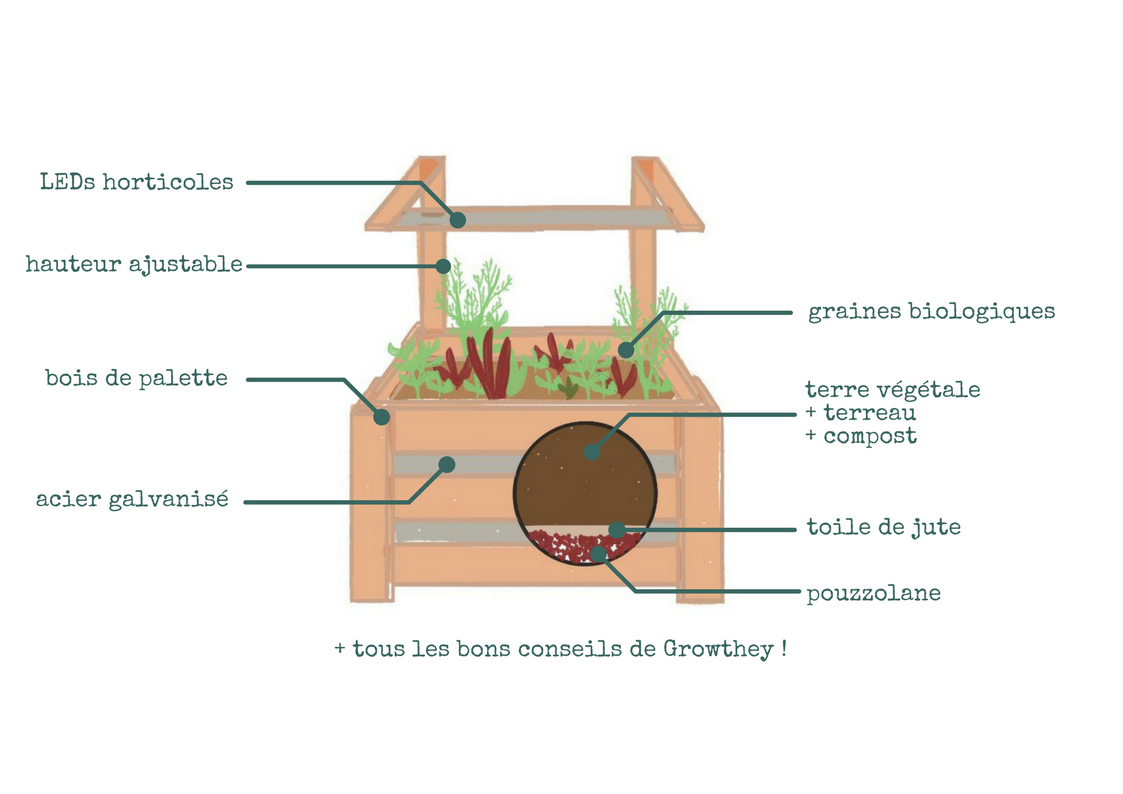 LEDs horticoles
hauteur ajustable
bois de palette
acier galvanisé
graines biologiques
terre végétale
+ terreau
+ compost
toile de jute
pouzzolane
+ tous les bons conseils de Growthey !